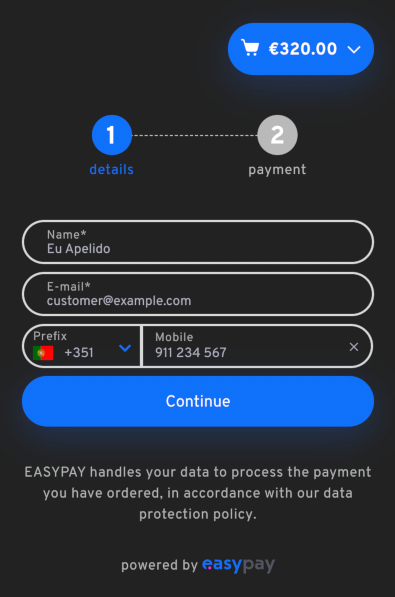 €320.00
1
2
details
payment
Name*
Eu Apelido
E-mail*
customer@example.com
Prefix
+351
Mobile
911 234 567
Continue
EASYPAY handles your data to process the payment
you have ordered, in accordance with our data
protection policy.
powered by easypay